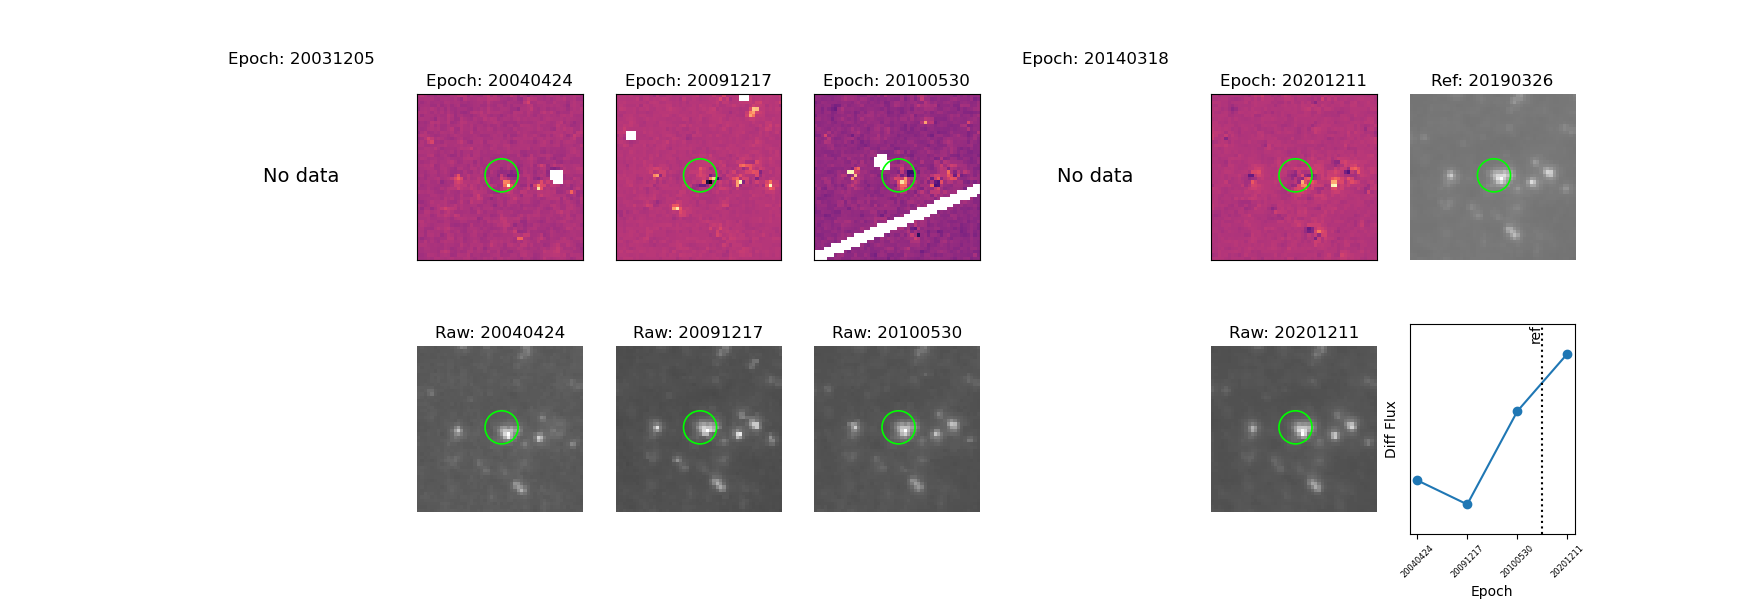 Epoch: 20031205
Epoch: 20140318
Epoch: 20040424
Epoch: 20091217
Epoch: 20100530
Epoch: 20201211
Ref: 20190326
No data
No data
Raw: 20040424
Raw: 20091217
Raw: 20100530
Raw: 20201211
ref
Diff Flux
20040424
20091217
20100530
20201211
Epoch